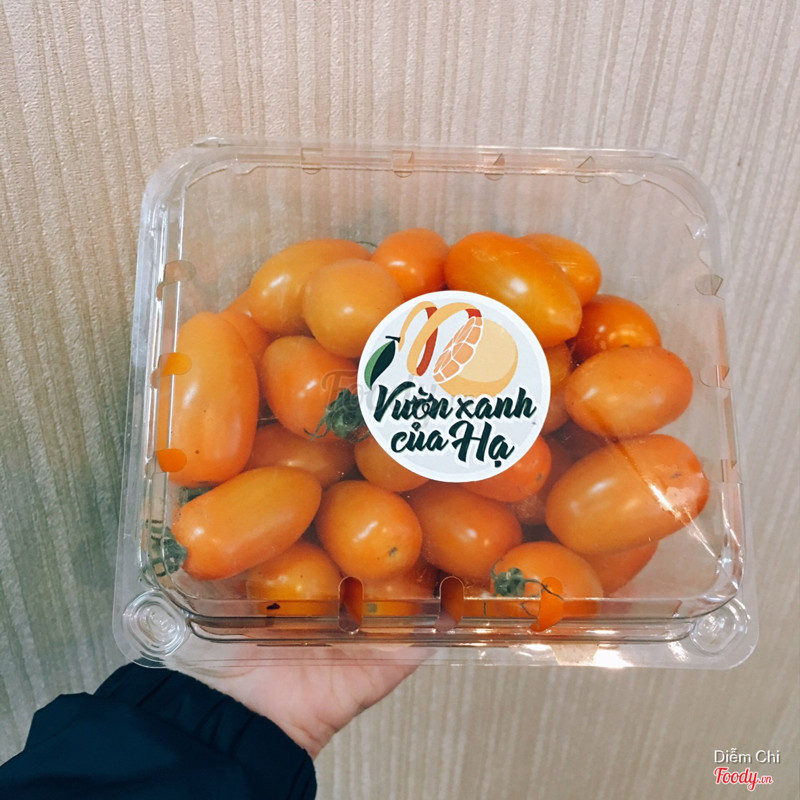 Vườn xanh
của Hạ
Diễm Chi
Foody.vn